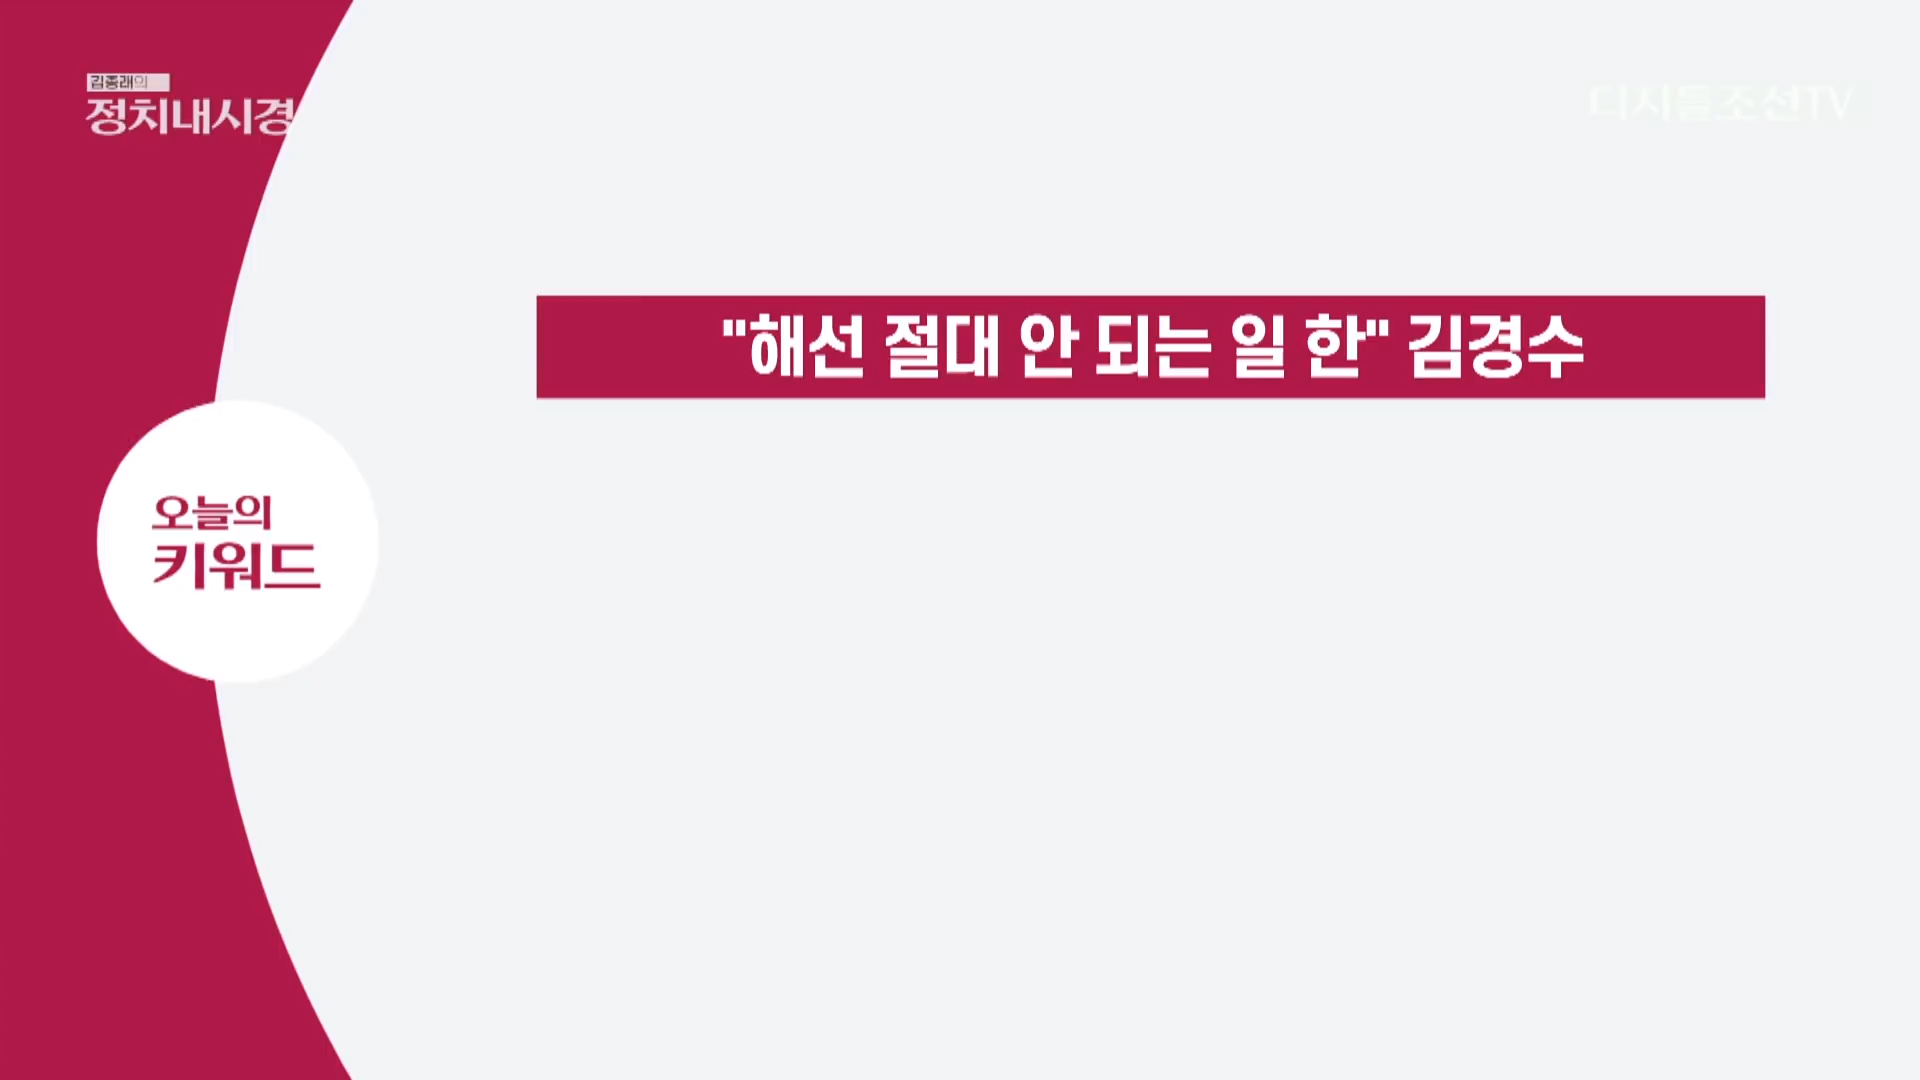 김종래의
정치내시경
디지틀조선TV
"해선 절대 안 되는 일 한" 김경수
오늘의
키워드